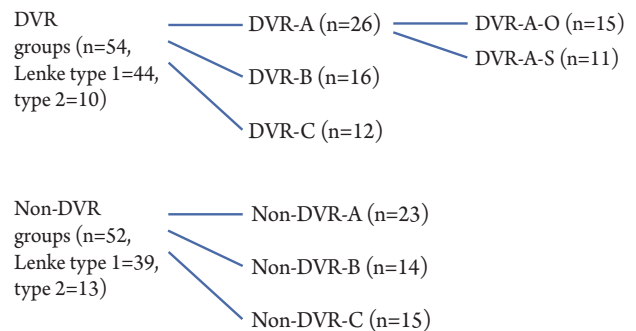 DVR
groups (n=54,
Lenke type 1=44,
type 2=10)
DVR-A (n=26)
DVR-B (n=16)
DVR-C (n=12)
DVR-A-O (n=15)
DVR-A-S (n=11)
Non-DVR
groups (n=52,
Lenke type 1=39,
type 2=13)
Non-DVR-A (n=23)
Non-DVR-B (n=14)
Non-DVR-C (n=15)